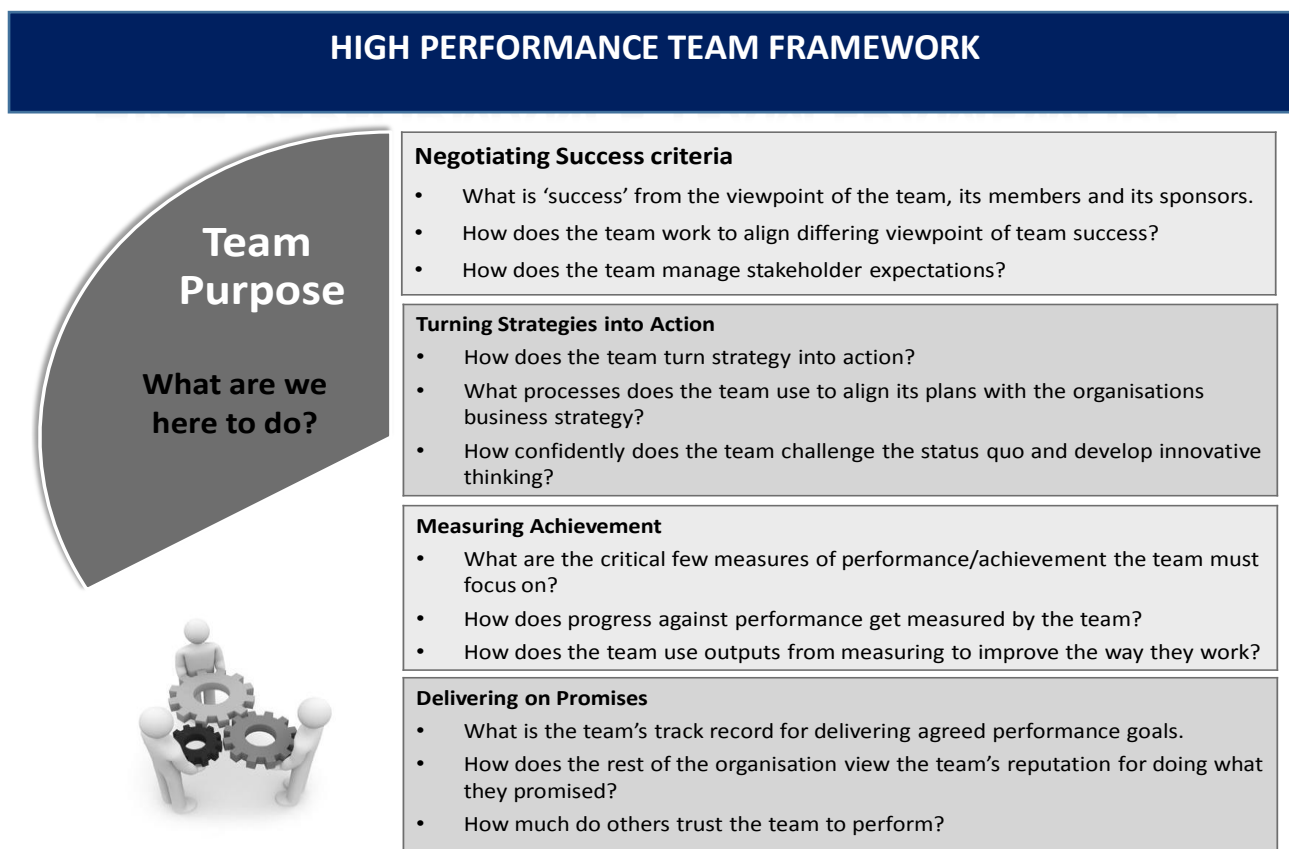 HIGH PERFORMANCE TEAM FRAMEWORK
Team
Purpose
What are we
here to do?
Negotiating Success criteria
• What is ‘success’ from the viewpoint of the team, its members and its sponsors.
• How does the team work to align differing viewpoint of team success?
• How does the team manage stakeholder expectations?
Turning Strategies into Action
• How does the team turn strategy into action?
• What processes does the team use to align its plans with the organisations
business strategy?
• How confidently does the team challenge the status quo and develop innovative
thinking?
Measuring Achievement
• What are the critical few measures of performance/achievement the team must
focus on?
• How does progress against performance get measured by the team?
• How does the team use outputs from measuring to improve the way they work?
Delivering on Promises
• What is the team’s track record for delivering agreed performance goals.
• How does the rest of the organisation view the team’s reputation for doing what
they promised?
• How much do others trust the team to perform?